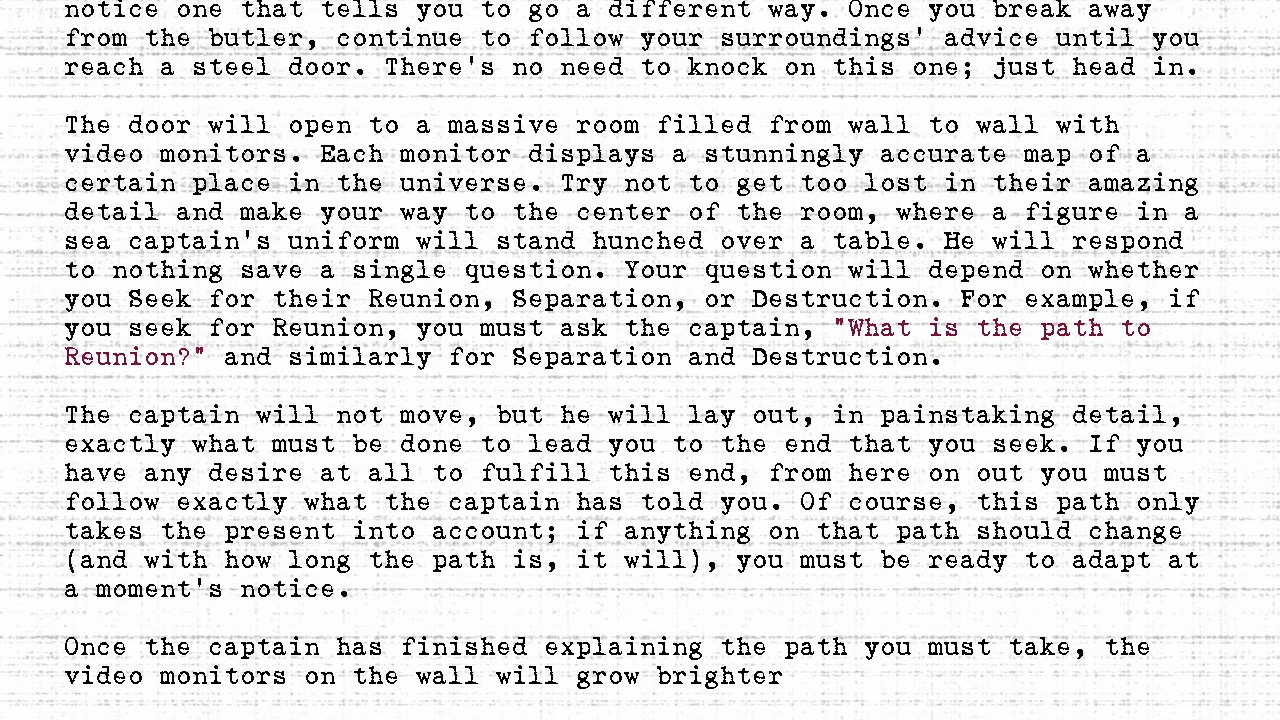 notice one that tells you to go a different way. Once you break away
from the butler, continue to follow your surroundings' advice until you
reach a steel door. There's no need to knock on this one; just head in.

The door will open to a massive room filled from wall to wall with
video monitors. Each monitor displays a stunningly accurate map of a
certain place in the universe. Try not to get too lost in their amazing
detail and make your way to the center of the room, where a figure in a
sea captain's uniform will stand hunched over a table. He will respond
to nothing save a single question. Your question will depend on whether
you Seek for their Reunion, Separation, or Destruction. For example, if
you seek for Reunion, you must ask the captain, "What is the path to
Reunion?" and similarly for Separation and Destruction.

The captain will not move, but he will lay out, in painstaking detail,
exactly what must be done to lead you to the end that you seek. If you
have any desire at all to fulfill this end, from here on out you must
follow exactly what the captain has told you. Of course, this path only
takes the present into account; if anything on that path should change
(and with how long the path is, it will), you must be ready to adapt at
a moment's notice.

Once the captain has finished explaining the path you must take, the
video monitors on the wall will grow brighter